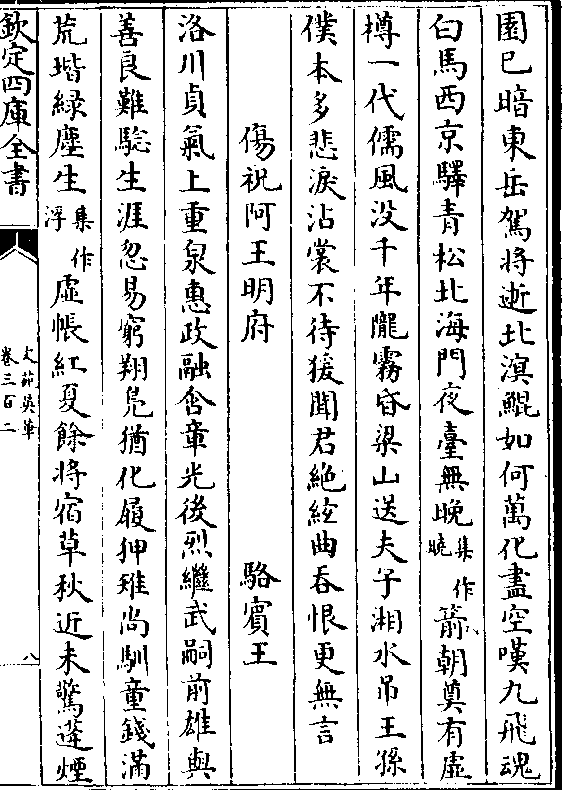 園已暗東岳駕將逝北溟鯤如何萬化盡空嘆九飛魂
白馬西京驛青松北海門夜臺無晚集作曉箭朝奠有虛
樽一代儒風没千年隴霧昏梁山送夫子湘水吊王孫
僕本多悲淚沾裳不待猨聞君絶絃曲吞恨更無言
傷祝阿王明府 駱賓王
洛川貞氣上重泉惠政融含章光後烈繼武嗣前雄與
善良難驗生涯忽易窮翔鳧猶化履狎雉尚馴童錢滿
荒堦緑塵生集作浮虛帳紅夏餘將宿草秋近未驚蓬煙
欽定四庫全書
文苑英華
卷三百二
八